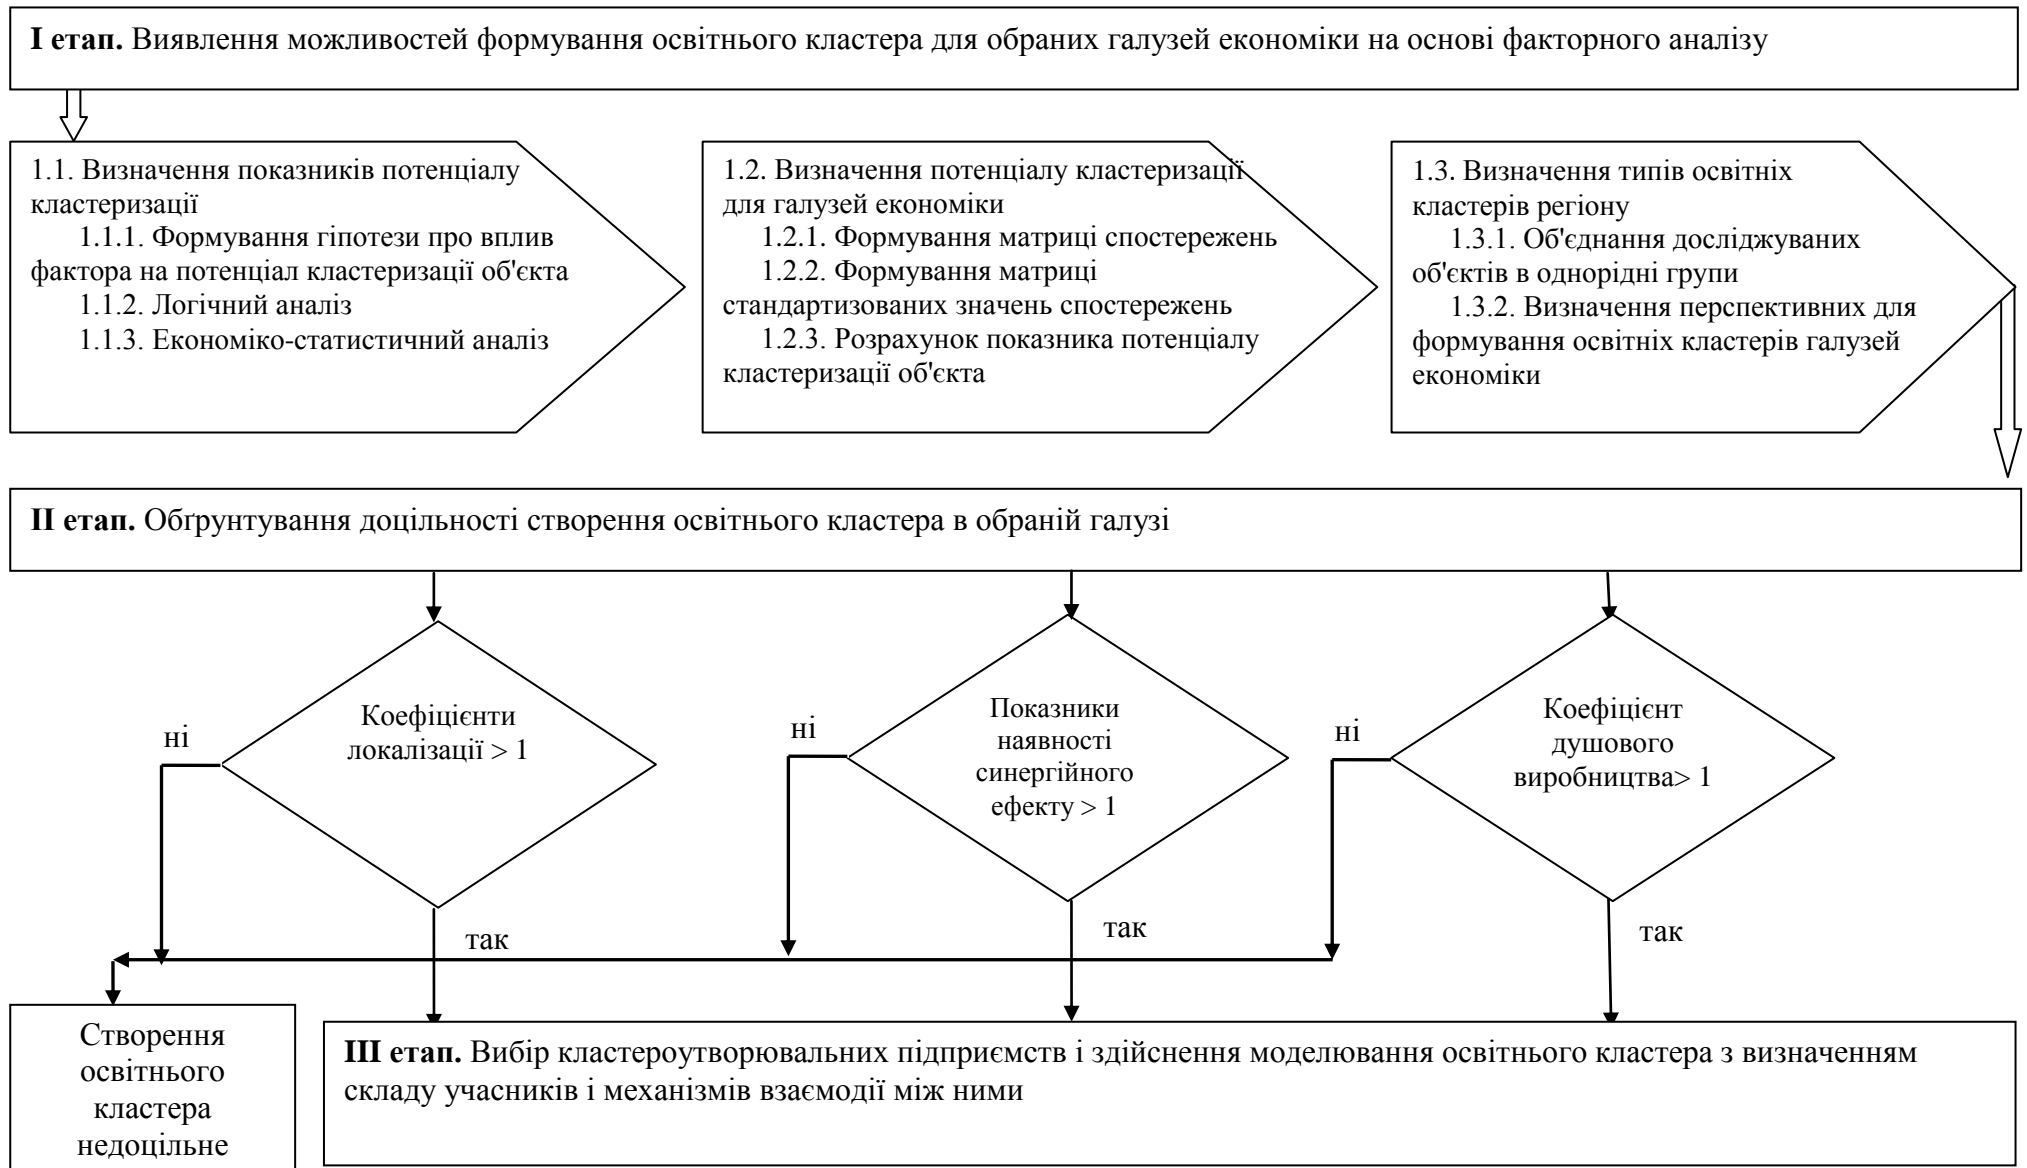 І етап. Виявлення можливостей формування освітнього кластера для обраних галузей економіки на основі факторного аналізу
1.1. Визначення показників потенціалу
кластеризації
1.1.1. Формування гіпотези про вплив
фактора на потенціал кластеризації об'єкта
1.1.2. Логічний аналіз
1.1.3. Економіко-статистичний аналіз
1.2. Визначення потенціалу кластеризації
для галузей економіки
1.2.1. Формування матриці спостережень
1.2.2. Формування матриці
стандартизованих значень спостережень
1.2.3. Розрахунок показника потенціалу
кластеризації об'єкта
1.3. Визначення типів освітніх
кластерів регіону
1.3.1. Об'єднання досліджуваних
об'єктів в однорідні групи
1.3.2. Визначення перспективних для
формування освітніх кластерів галузей
економіки
ІІ етап. Обґрунтування доцільності створення освітнього кластера в обраній галузі
ні
Коефіцієнти
локалізації > 1
так
ні
Показники
наявності
синергійного
ефекту > 1
так
ні
Коефіцієнт
душового
виробництва> 1
так
Створення
освітнього
кластера
недоцільне
ІІІ етап. Вибір кластероутворювальних підприємств і здійснення моделювання освітнього кластера з визначенням
складу учасників і механізмів взаємодії між ними